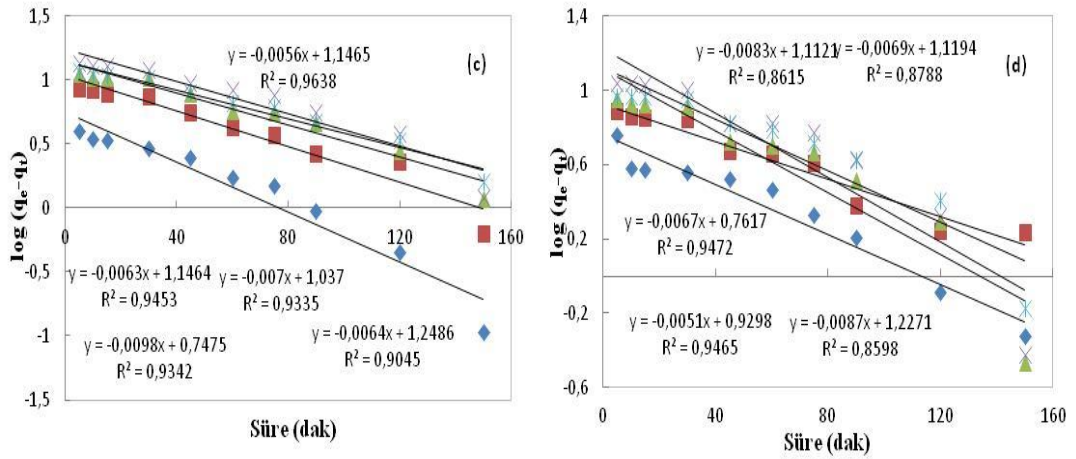 1,5
1
0,5
0
-0,5
-1
-1,5
0
40
80
120
160
log (qₑ-qₜ)
Süre (dak)
(c)
y = -0,0056x + 1,1465
R² = 0,9638
y = -0,0063x + 1,1464
R² = 0,9453
y = -0,007x + 1,037
R² = 0,9335
y = -0,0098x + 0,7475
R² = 0,9342
y = -0,0064x + 1,2486
R² = 0,9045
1,4
1
0,6
0,2
-0,2
-0,6
0
40
80
120
160
log (qₑ-qₜ)
Süre (dak)
(d)
y = -0,0083x + 1,1121
R² = 0,8615
y = -0,0069x + 1,1194
R² = 0,8788
y = -0,0067x + 0,7617
R² = 0,9472
y = -0,0051x + 0,9298
R² = 0,9465
y = -0,0087x + 1,2271
R² = 0,8598